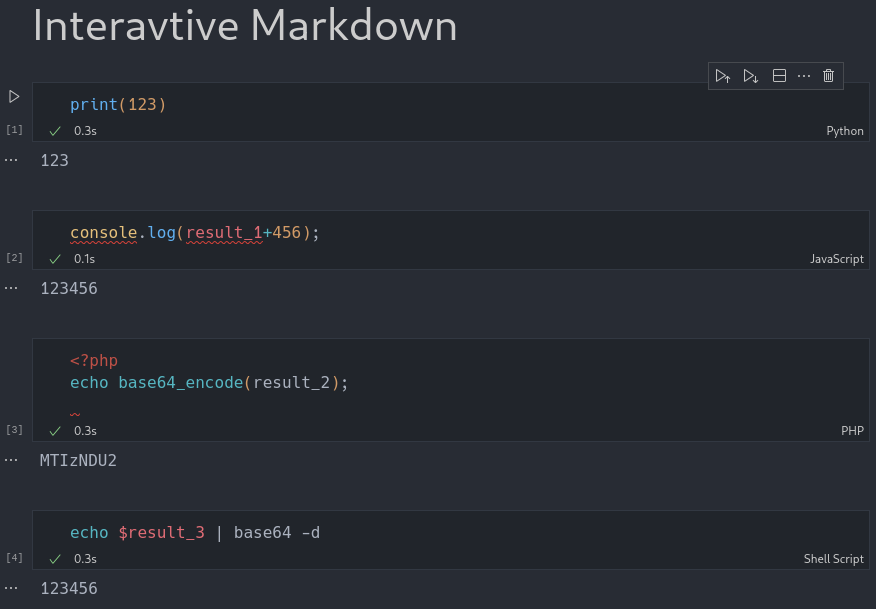 Interavtive Markdown
print(123)
[1]
0.3s
Python
123
console.log(result_1+456);
[2]
0.1s
JavaScript
123456
<?php
echo base64_encode(result_2);
[3]
0.3s
PHP
MTIzNDU2
echo $result_3 | base64 -d
[4]
0.3s
Shell Script
123456